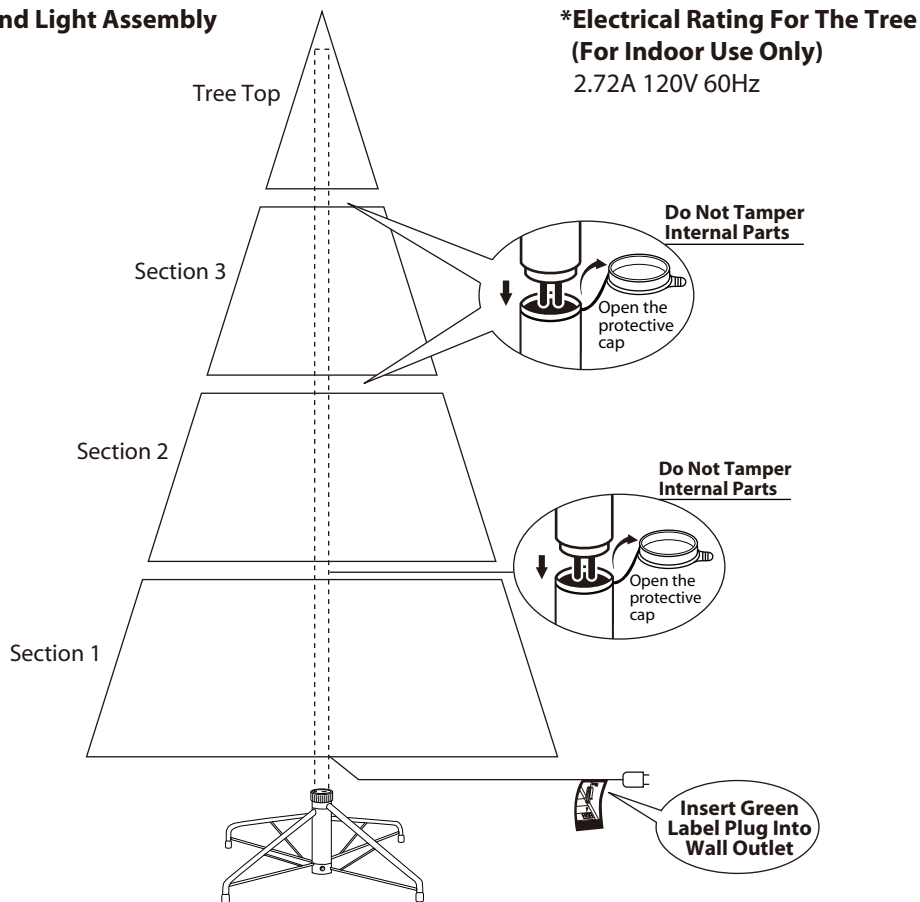 nd Light Assembly
*Electrical Rating For The Tree
(For Indoor Use Only)
2.72A 120V 60Hz
Tree Top
Do Not Tamper
Internal Parts
Section 3
Open the
protective
cap
Section 2
Do Not Tamper
Internal Parts
Open the
protective
cap
Section 1
Insert Green
Label Plug Into
Wall Outlet